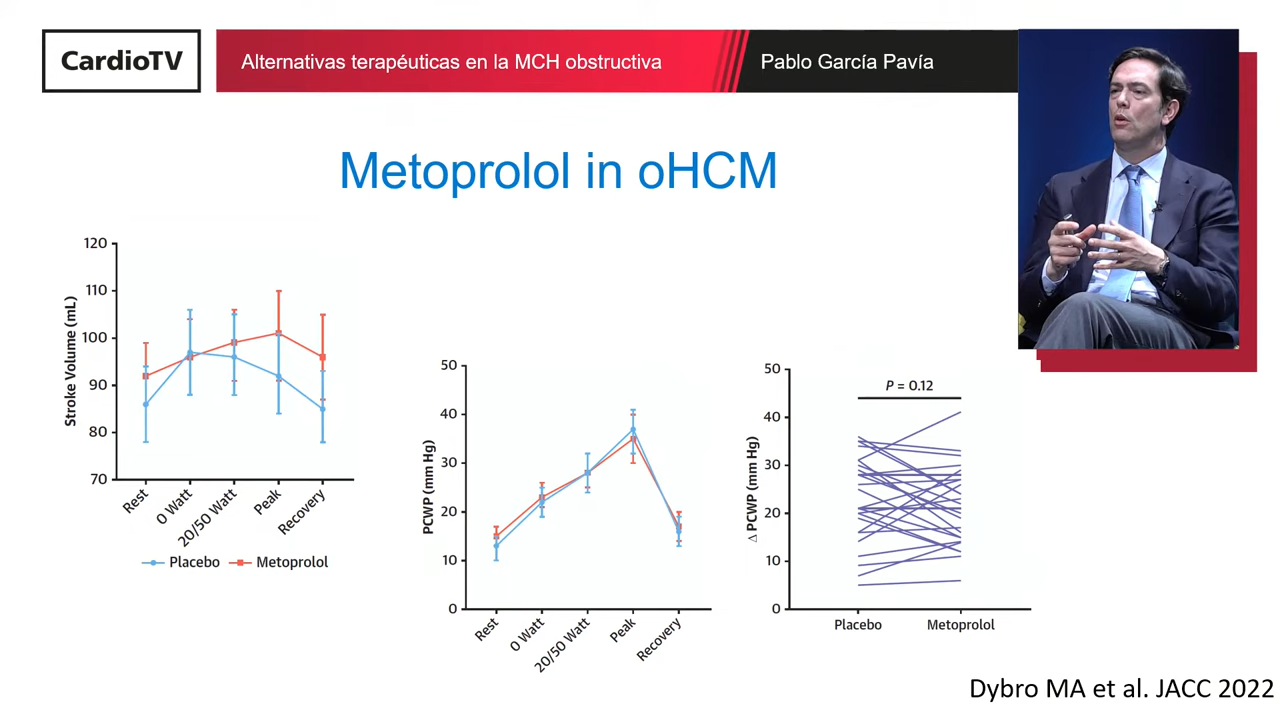 CardioTV
Alternativas terapéuticas en la MCH obstructiva
Pablo García Pavía
Metoprolol in oHCM
Stroke Volume (mL)
120
110
100
90
80
70
Rest
0 Watt
20/50 Watt
Peak
Recovery
Placebo
Metoprolol
PCWP (mm Hg)
50
40
30
20
10
0
Rest
0 Watt
20/50 Watt
Peak
Recovery
Δ PCWP (mm Hg)
50
40
30
20
10
0
P = 0.12
Placebo
Metoprolol
Dybro MA et al. JACC 2022